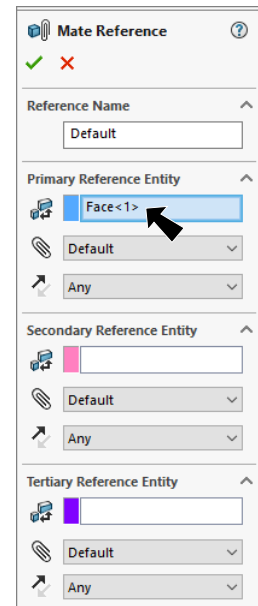 Mate Reference
Reference Name
Default
Primary Reference Entity
Face<1>
Default
Any
Secondary Reference Entity
Default
Any
Tertiary Reference Entity
Default
Any